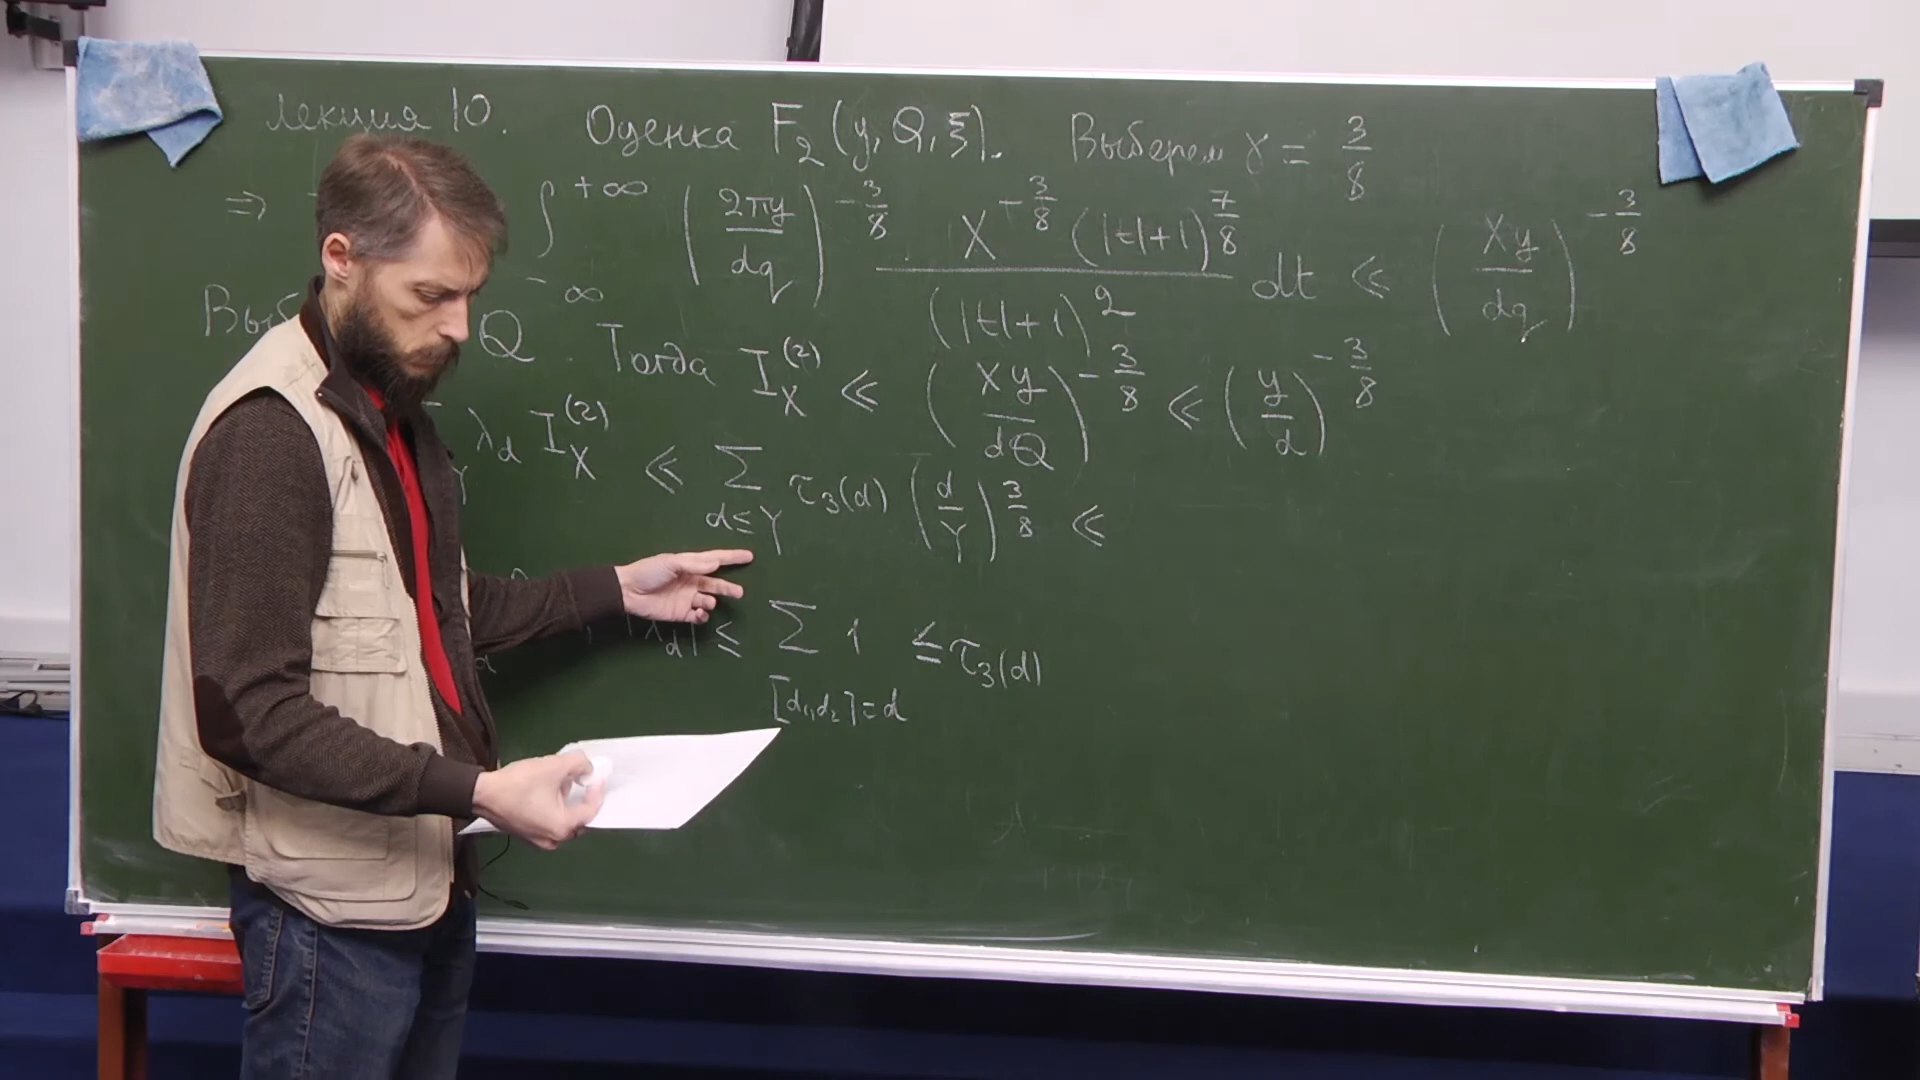 Лекция 10. Оценка F₂(y,Q,ξ). Выберем γ = 3/8
⇒ ∫_{-∞}^{+∞} (2πy/dq)^{-3/8} X^{-3/8}(|t|+1)^{7/8}/(|t|+1)^2 dt ≪ (Xy/dq)^{-3/8}
Q. Тогда I_X^{(2)} ≪ (Xy/dQ)^{-3/8} ≪ (y/d)^{-3/8}
λ_d I_X^{(2)} ≪ ∑_{d≤Y} τ₃(d) (d/Y)^{3/8} ≪
|λ_d| ≤ ∑_{[d₁,d₂]=d} 1 ≤ τ₃(d)